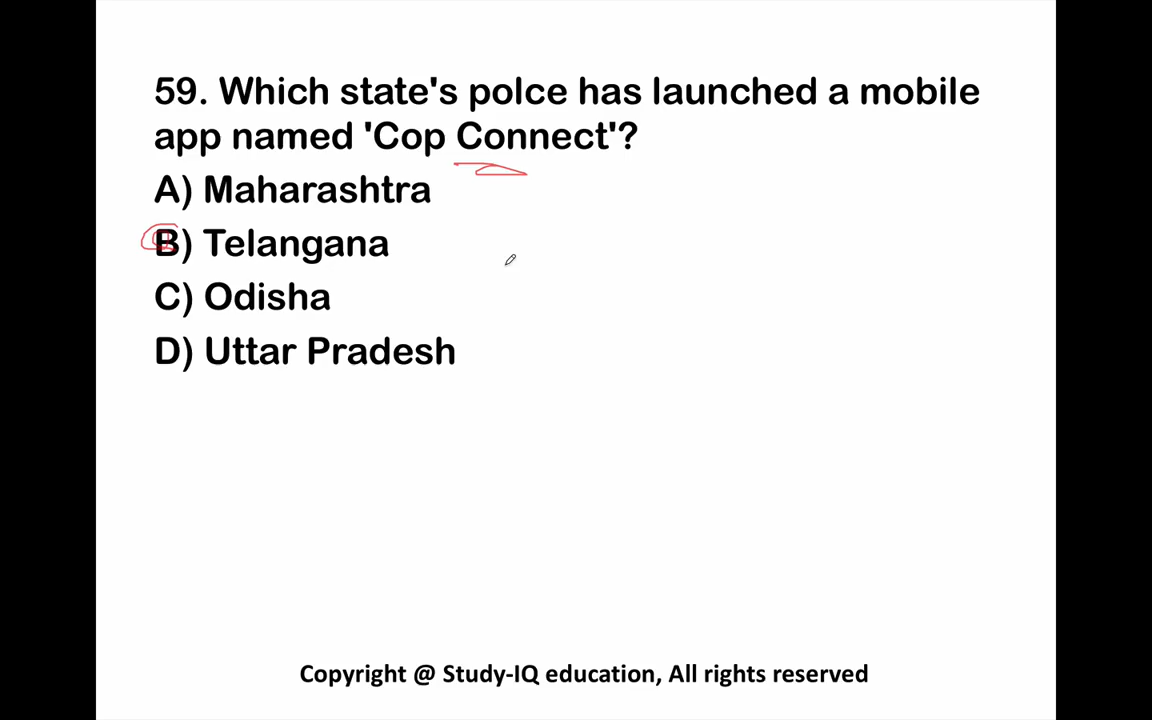 59. Which state's polce has launched a mobile
app named 'Cop Connect'?
A) Maharashtra
B) Telangana
C) Odisha
D) Uttar Pradesh
Copyright @ Study-IQ education, All rights reserved